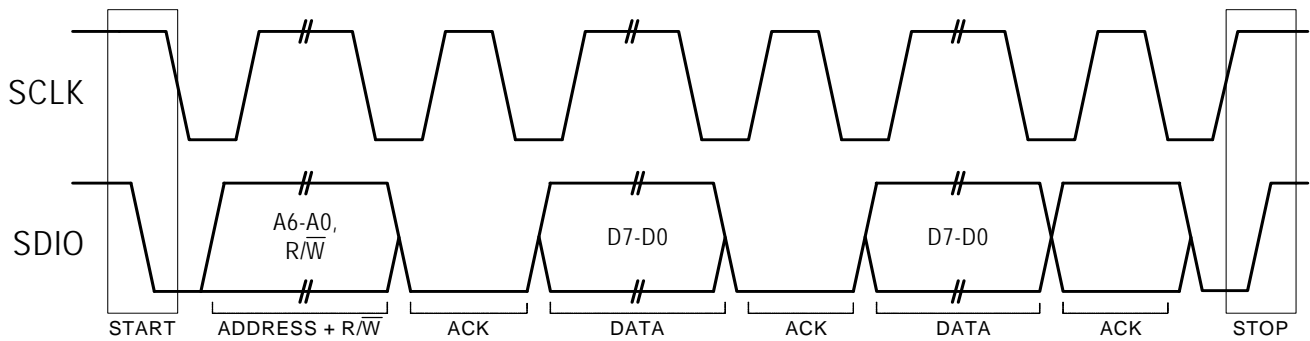 SCLK
SDIO
A6-A0,
R/W̅
D7-D0
D7-D0
START
ADDRESS + R/W̅
ACK
DATA
ACK
DATA
ACK
STOP